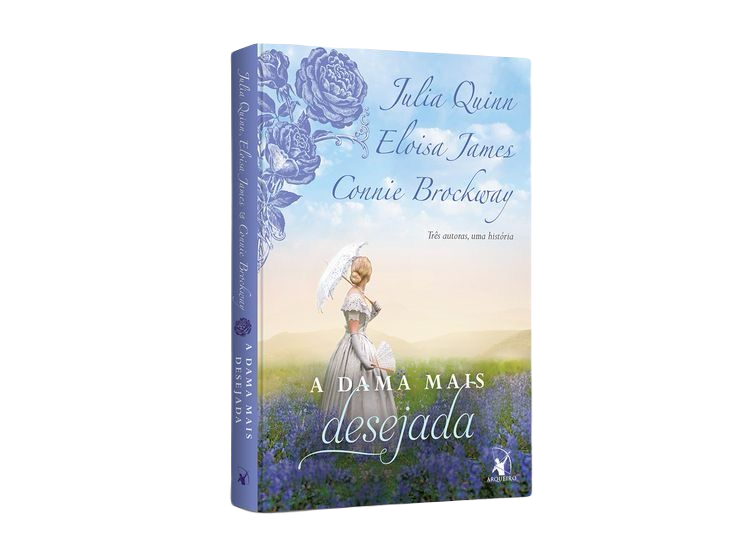 Julia Quinn
Eloisa James
Connie Brockway
Três autoras, uma história
A DAMA MAIS
desejada
ARQUEIRO
Julia Quinn, Eloisa James & Connie Brockway
A DAMA MAIS
DESEJADA